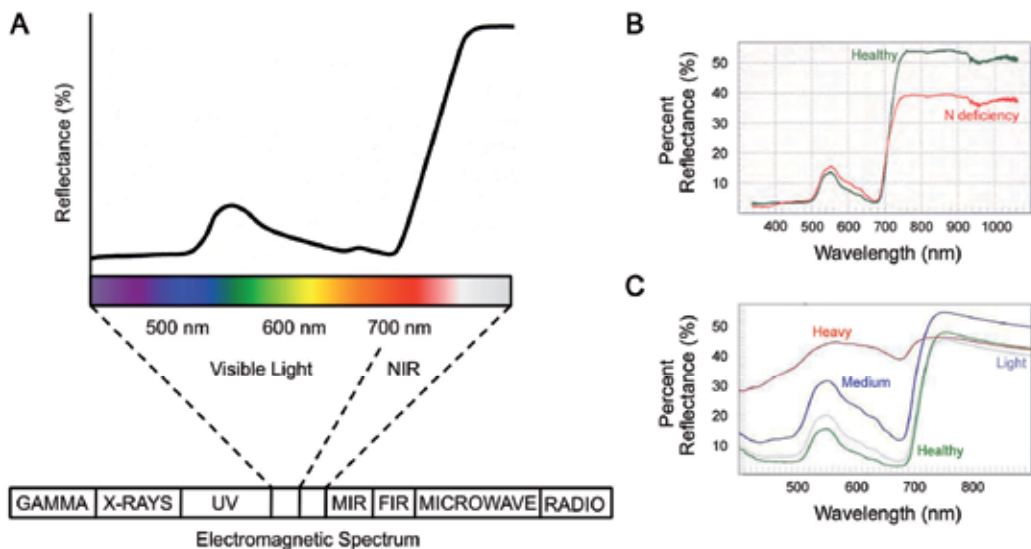 A
Reflectance (%)
500 nm
600 nm
700 nm
Visible Light
NIR
GAMMA
X-RAYS
UV
MIR
FIR
MICROWAVE
RADIO
Electromagnetic Spectrum
B
Percent
Reflectance (%)
50
40
30
20
10
Healthy
N deficiency
400 500 600 700 800 900 1000
Wavelength (nm)
C
Percent
Reflectance (%)
50
40
30
20
10
Heavy
Light
Medium
Healthy
500 600 700 800
Wavelength (nm)